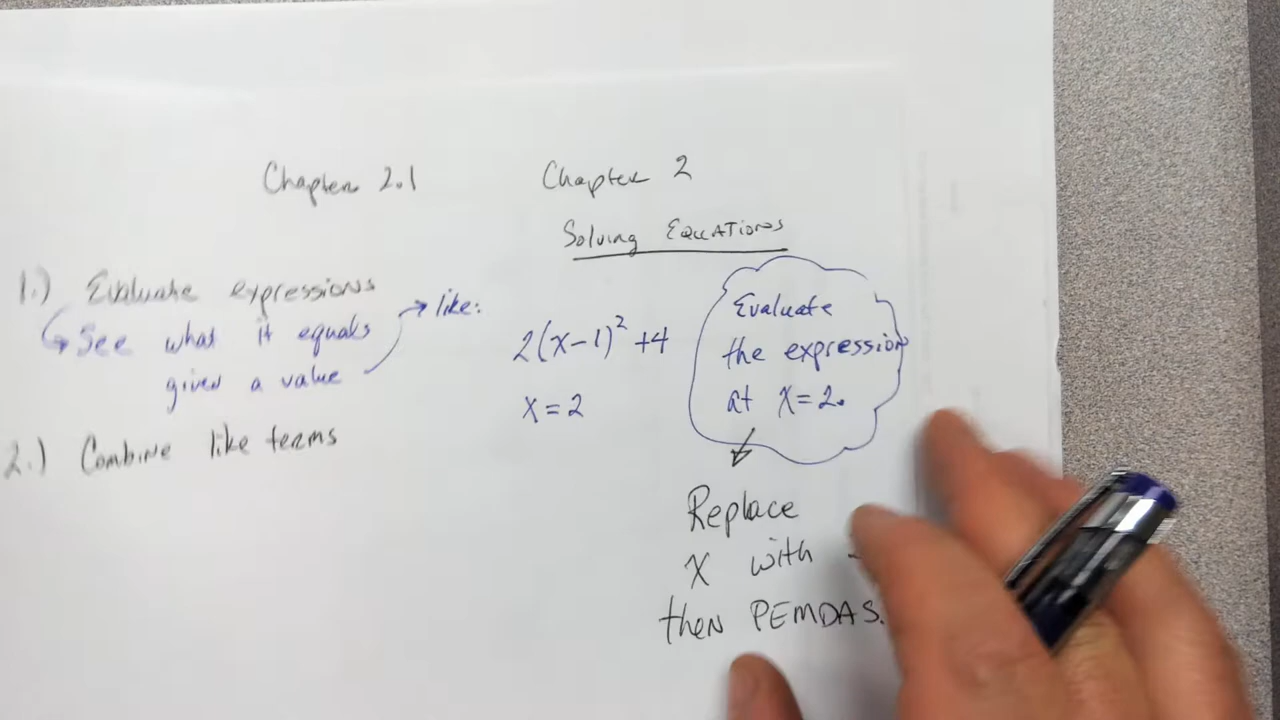 Chapter 2.1
Chapter 2
Solving EQUATIONS
1.) Evaluate expressions
See what it equals
given a value
like:
2(x-1)² +4
x=2
Evaluate
the expression
at x=2.
2.) Combine like terms
Replace
x with
then PEMDAS.